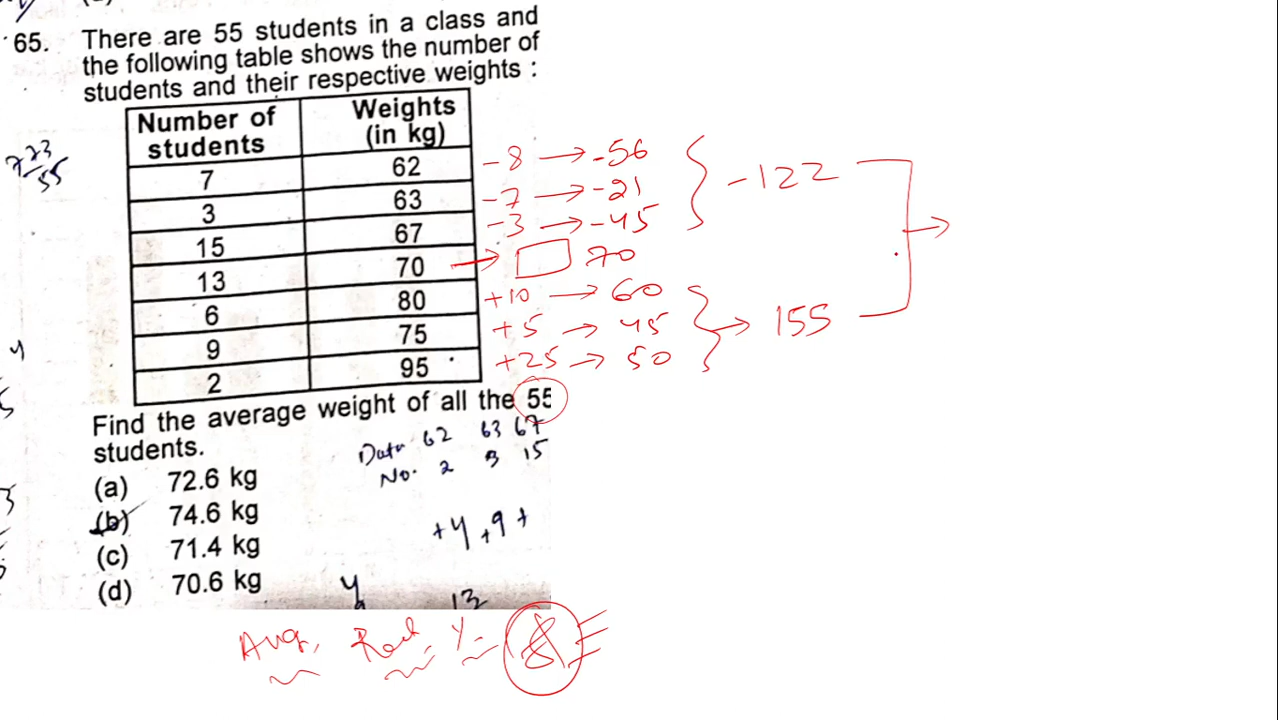 65. There are 55 students in a class and
the following table shows the number of
students and their respective weights :
Number of students Weights (in kg)
7 62 -8 → -56
3 63 -7 → -21 } -122
15 67 -3 → -45
13 70 → 70
6 80 +10 → 60
9 75 +5 → 45 } → 155
2 95 +25 → 50
Find the average weight of all the 55
students.
Data 62 63 67
No. 2 3 15
(a) 72.6 kg
(b) 74.6 kg
+4, +9 +
(c) 71.4 kg
(d) 70.6 kg
y 13
Avg.